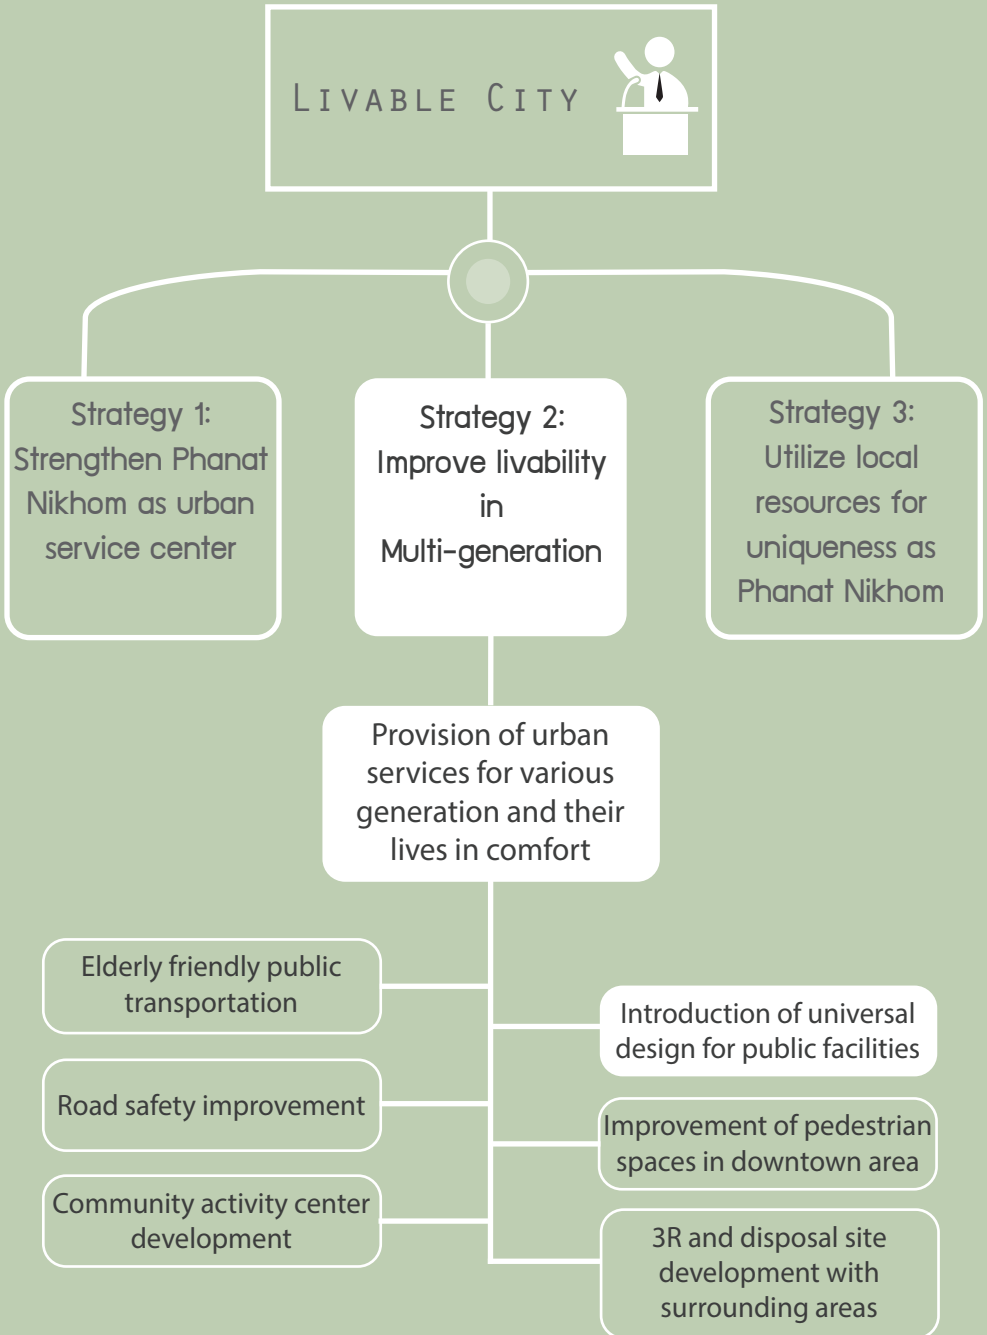 Livable City
Strategy 1:
Strengthen Phanat
Nikhom as urban
service center
Strategy 2:
Improve livability
in
Multi-generation
Strategy 3:
Utilize local
resources for
uniqueness as
Phanat Nikhom
Provision of urban
services for various
generation and their
lives in comfort
Elderly friendly public
transportation
Road safety improvement
Community activity center
development
Introduction of universal
design for public facilities
Improvement of pedestrian
spaces in downtown area
3R and disposal site
development with
surrounding areas